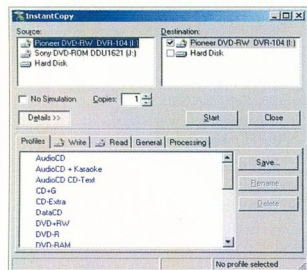 InstantCopy
Source:
Pioneer DVD-RW DVR-104 (I:)
Sony DVD-ROM DDU1621 (J:)
Hard Disk
Destination:
Pioneer DVD-RW DVR-104 (I:)
Hard Disk
No Simulation
Copies: 1
Details >>
Start
Close
Profiles
Write
Read
General
Processing
AudioCD
AudioCD + Karaoke
AudioCD CD-Text
CD+G
CD-Extra
DataCD
DVD+RW
DVD-R
DVD-RAM
Save...
Rename...
Delete
No profile selected